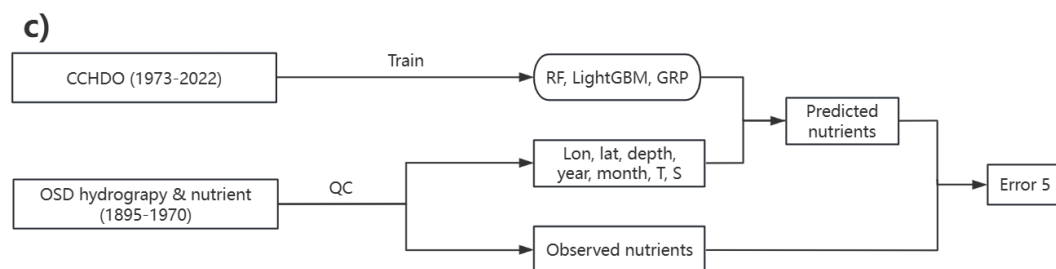 c)
CCHDO (1973-2022)
Train
RF, LightGBM, GRP
Predicted
nutrients
Lon, lat, depth,
year, month, T, S
OSD hydrograpy & nutrient
(1895-1970)
QC
Error 5
Observed nutrients